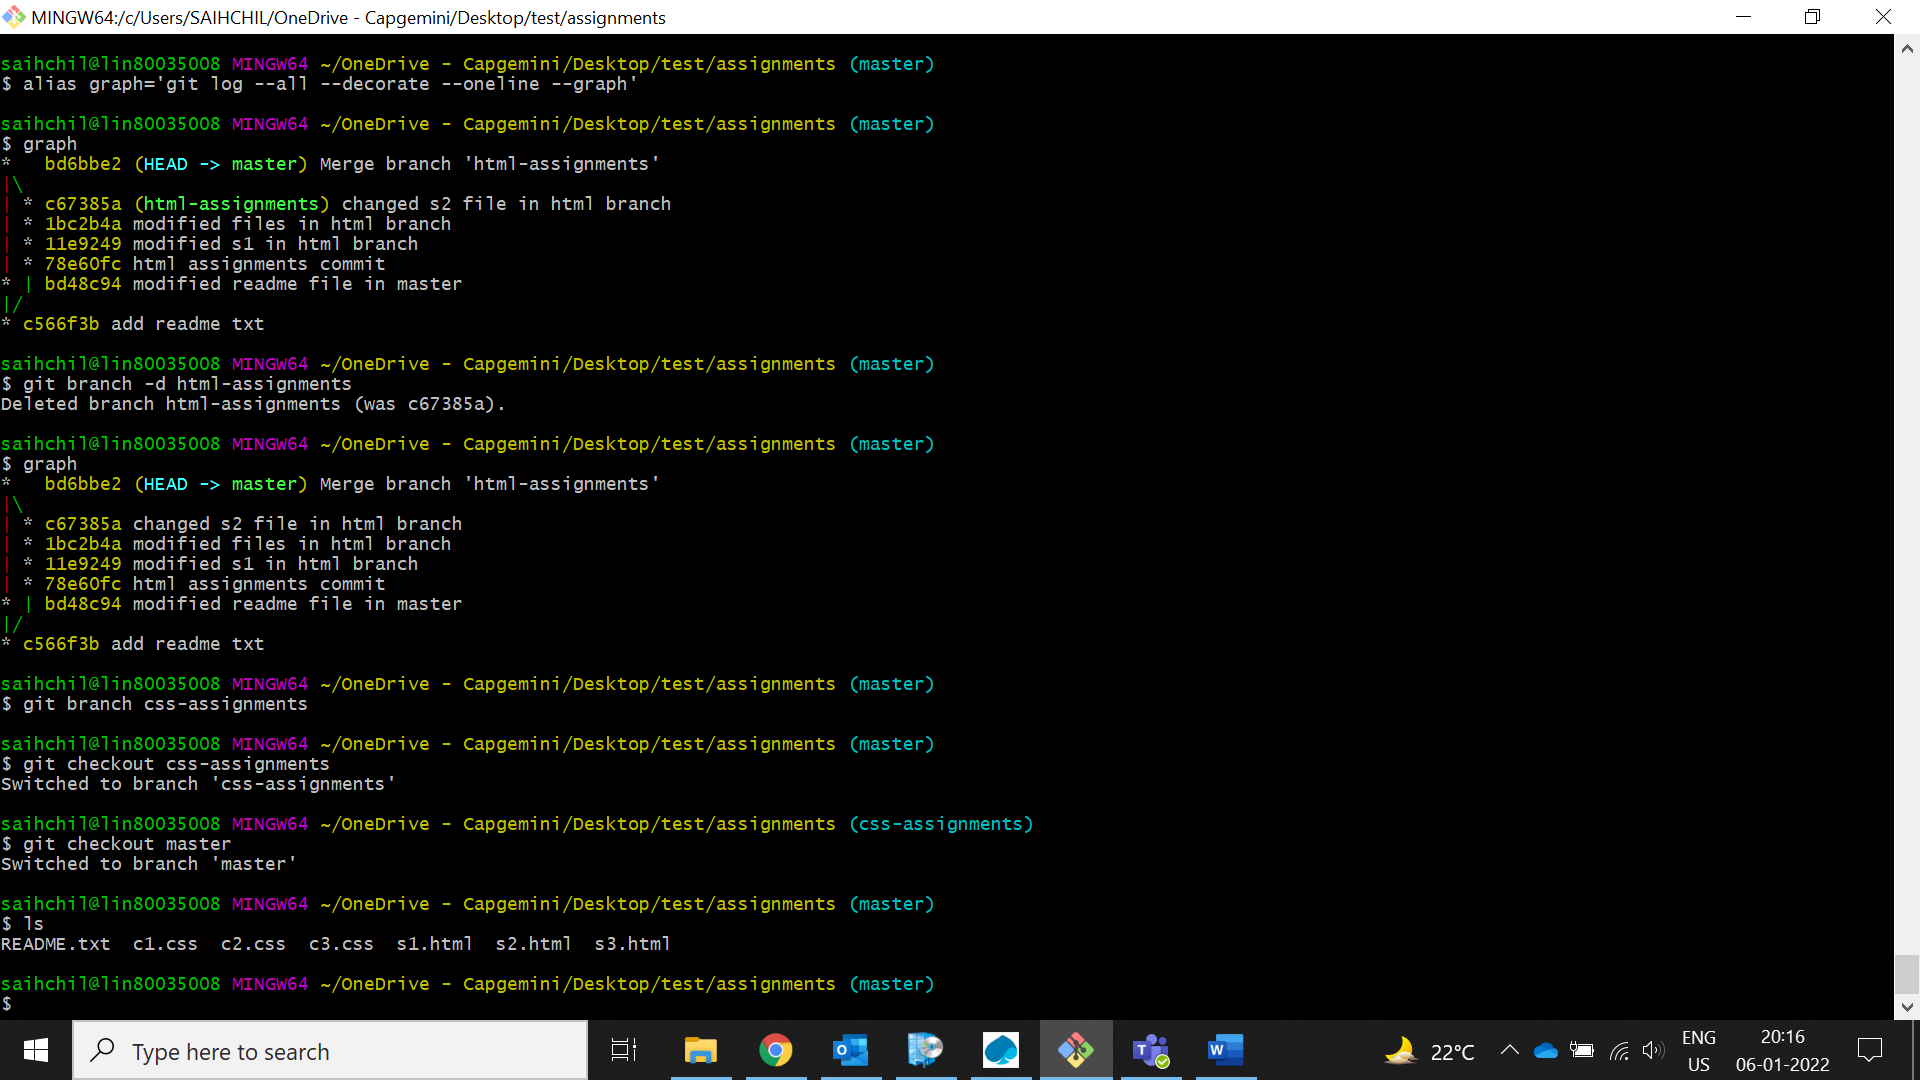 MINGW64:/c/Users/SAIHCHIL/OneDrive - Capgemini/Desktop/test/assignments
saihchil@lin80035008 MINGW64 ~/OneDrive - Capgemini/Desktop/test/assignments (master)
$ alias graph='git log --all --decorate --oneline --graph'
saihchil@lin80035008 MINGW64 ~/OneDrive - Capgemini/Desktop/test/assignments (master)
$ graph
*   bd6bbe2 (HEAD -> master) Merge branch 'html-assignments'
|\
| * c67385a (html-assignments) changed s2 file in html branch
| * 1bc2b4a modified files in html branch
| * 11e9249 modified s1 in html branch
| * 78e60fc html assignments commit
* | bd48c94 modified readme file in master
|/
* c566f3b add readme txt
saihchil@lin80035008 MINGW64 ~/OneDrive - Capgemini/Desktop/test/assignments (master)
$ git branch -d html-assignments
Deleted branch html-assignments (was c67385a).
saihchil@lin80035008 MINGW64 ~/OneDrive - Capgemini/Desktop/test/assignments (master)
$ graph
*   bd6bbe2 (HEAD -> master) Merge branch 'html-assignments'
|\
| * c67385a changed s2 file in html branch
| * 1bc2b4a modified files in html branch
| * 11e9249 modified s1 in html branch
| * 78e60fc html assignments commit
* | bd48c94 modified readme file in master
|/
* c566f3b add readme txt
saihchil@lin80035008 MINGW64 ~/OneDrive - Capgemini/Desktop/test/assignments (master)
$ git branch css-assignments
saihchil@lin80035008 MINGW64 ~/OneDrive - Capgemini/Desktop/test/assignments (master)
$ git checkout css-assignments
Switched to branch 'css-assignments'
saihchil@lin80035008 MINGW64 ~/OneDrive - Capgemini/Desktop/test/assignments (css-assignments)
$ git checkout master
Switched to branch 'master'
saihchil@lin80035008 MINGW64 ~/OneDrive - Capgemini/Desktop/test/assignments (master)
$ ls
README.txt  c1.css  c2.css  c3.css  s1.html  s2.html  s3.html
saihchil@lin80035008 MINGW64 ~/OneDrive - Capgemini/Desktop/test/assignments (master)
$
Type here to search
22°C
ENG
US
20:16
06-01-2022